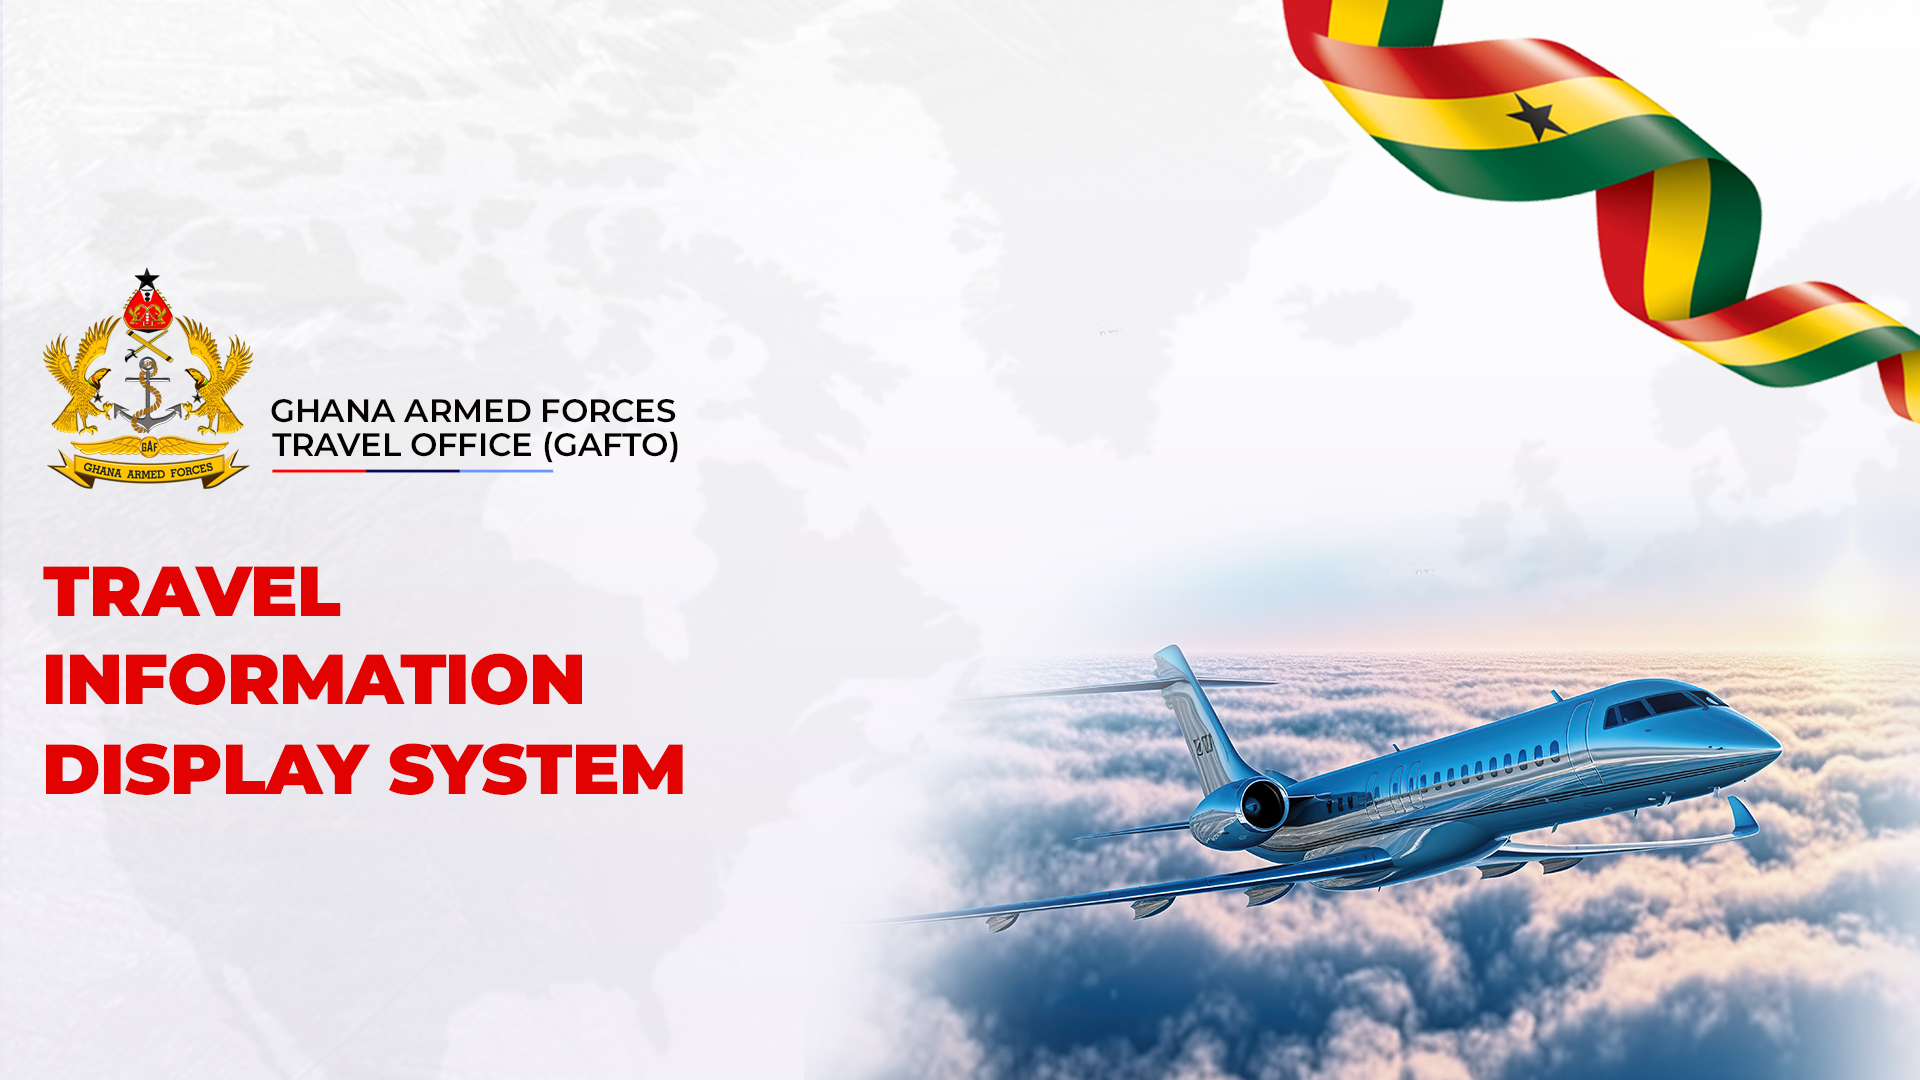 GAF
GHANA ARMED FORCES
GHANA ARMED FORCES
TRAVEL OFFICE (GAFTO)
TRAVEL
INFORMATION
DISPLAY SYSTEM